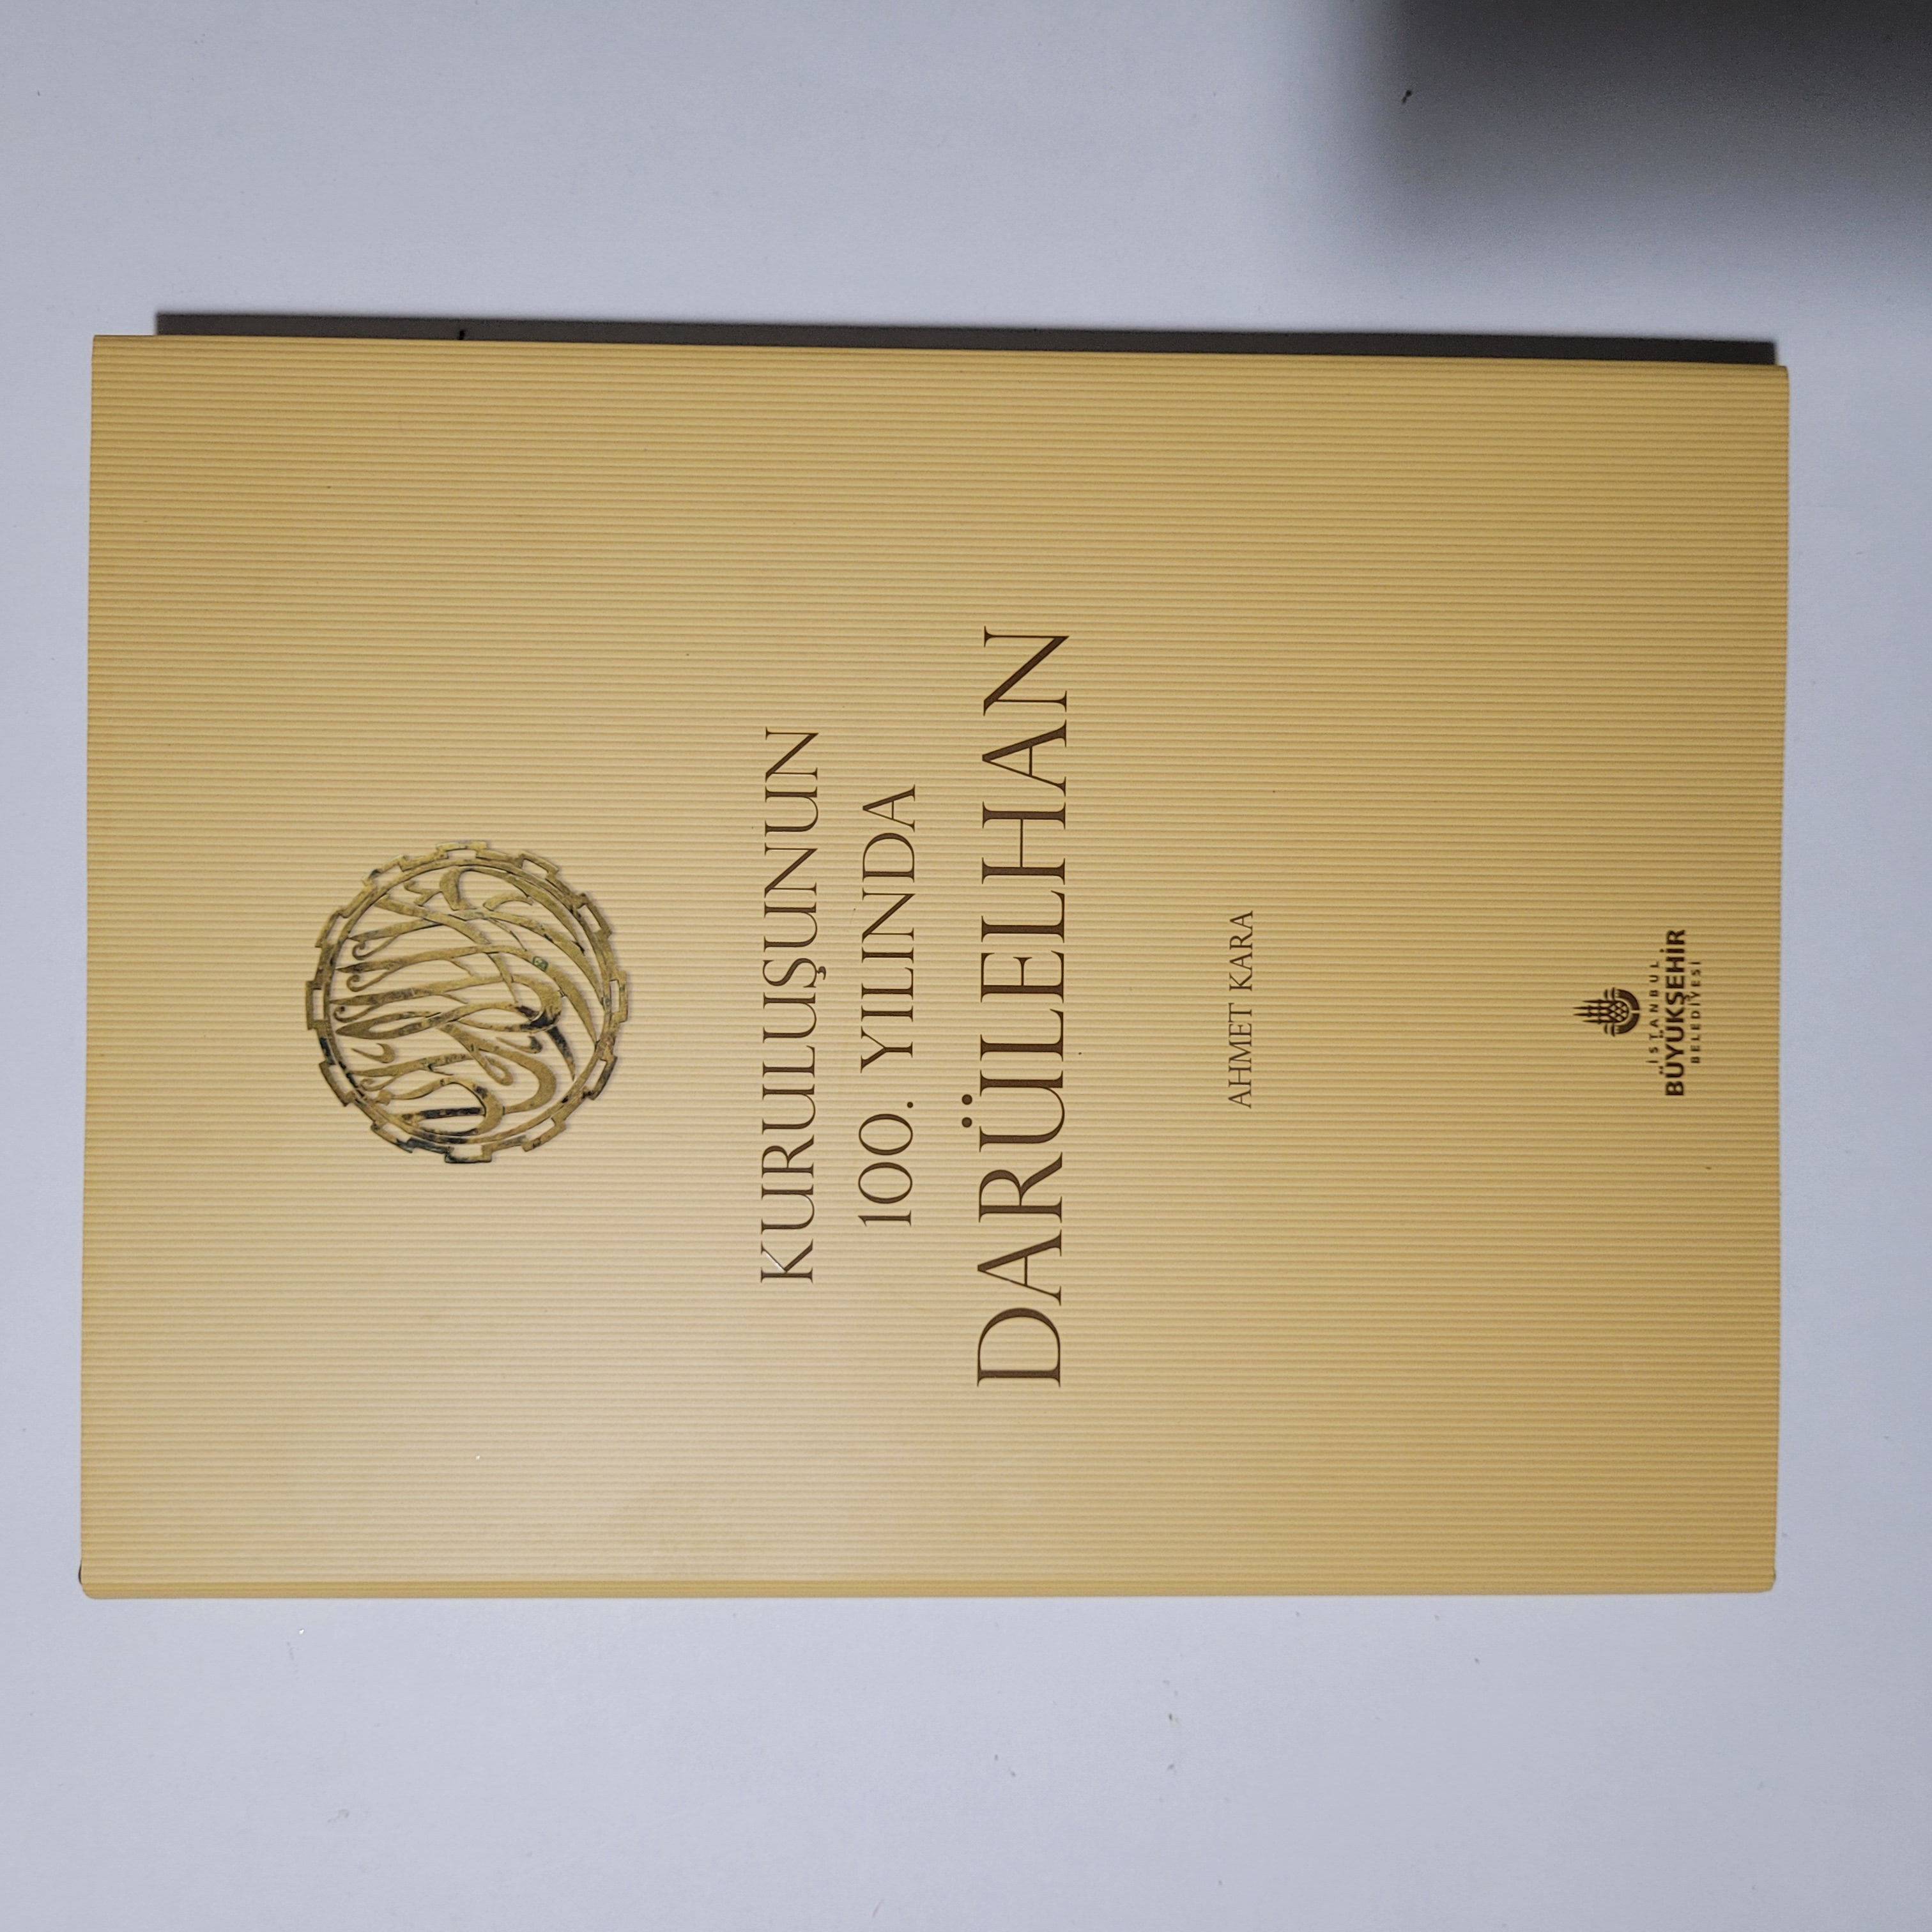 KURULUŞUNUN
100. YILINDA
DARÜLELHAN
AHMET KARA
İSTANBUL
BÜYÜKŞEHİR
BELEDİYESİ